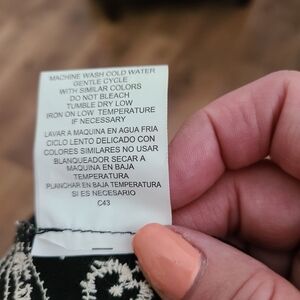 MACHINE WASH COLD WATER
GENTLE CYCLE
WITH SIMILAR COLORS
DO NOT BLEACH
TUMBLE DRY LOW
IRON ON LOW TEMPERATURE
IF NECESSARY
LAVAR A MAQUINA EN AGUA FRIA
CICLO LENTO DELICADO CON
COLORES SIMILARES NO USAR
BLANQUEADOR SECAR A
MAQUINA EN BAJA
TEMPERATURA
PLANCHAR EN BAJA TEMPERATURA
SI ES NECESARIO
C43